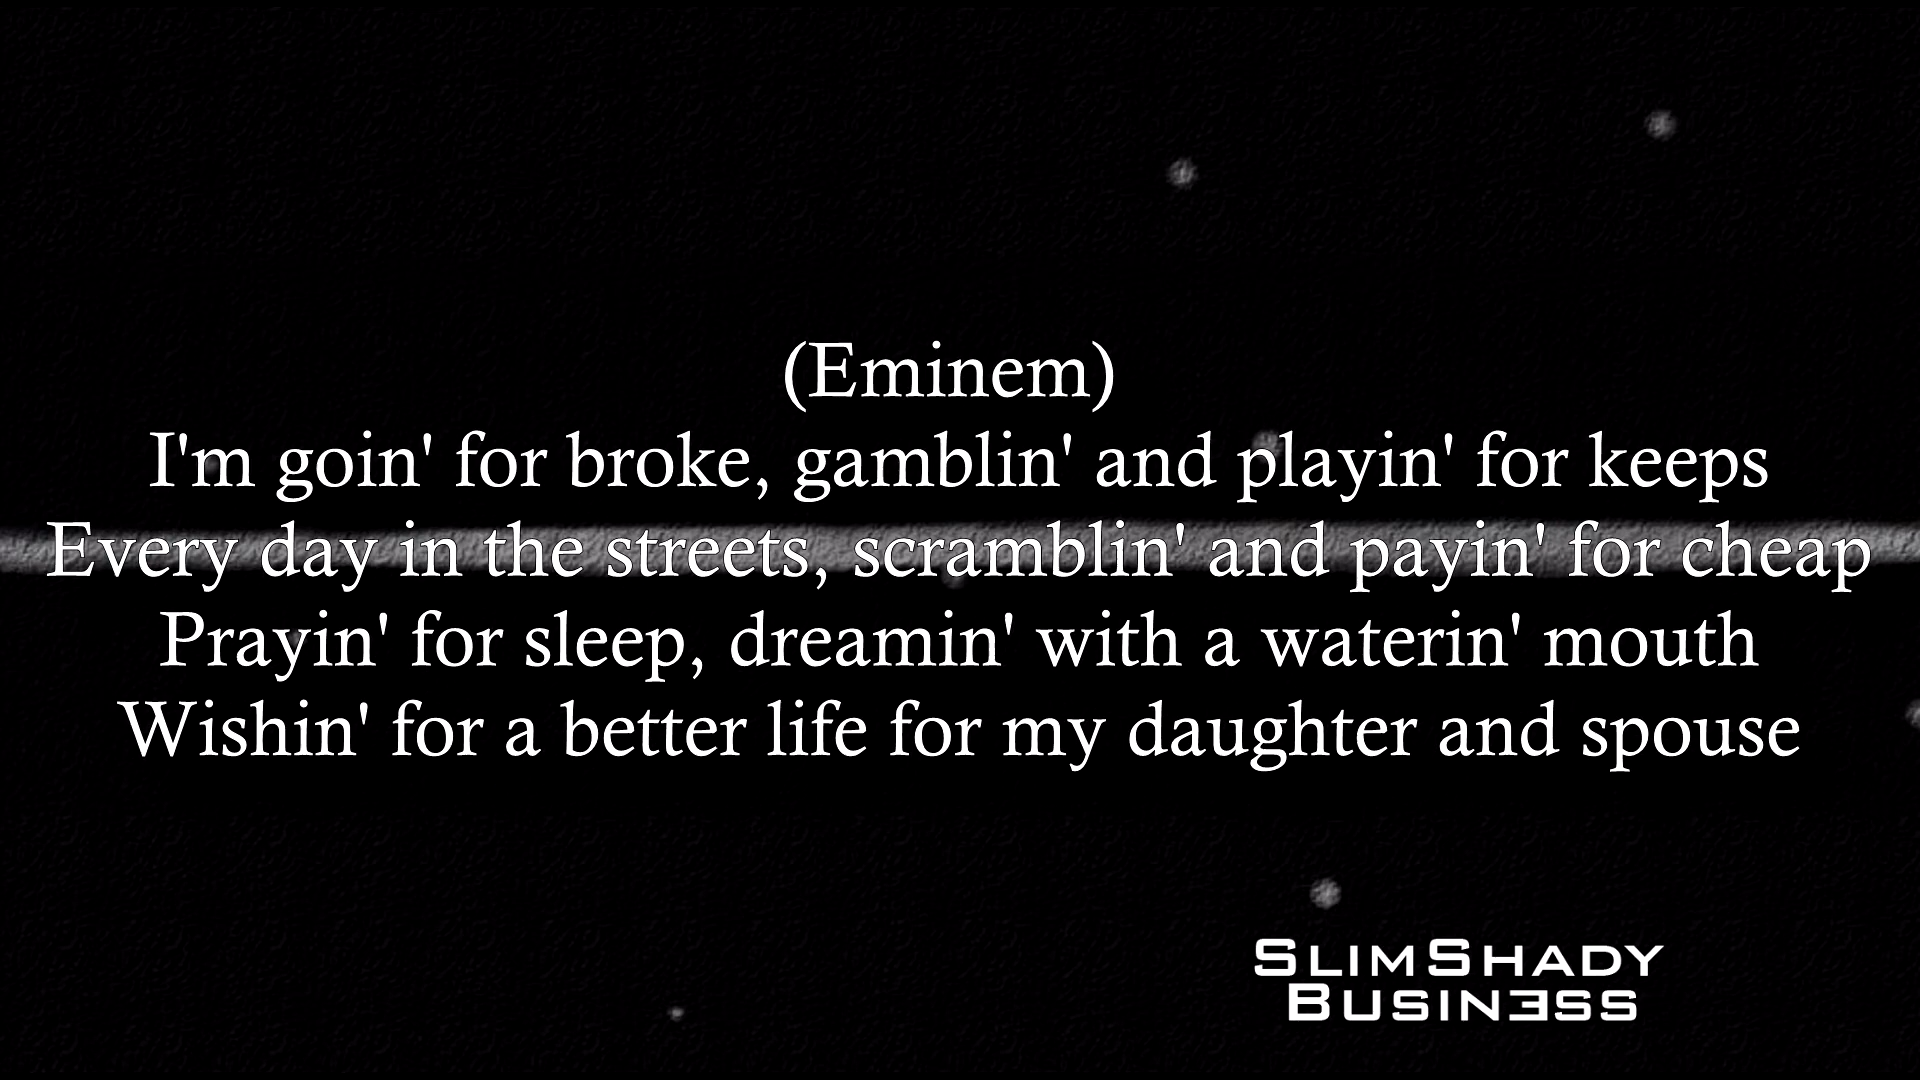 (Eminem)
I'm goin' for broke, gamblin' and playin' for keeps
Every day in the streets, scramblin' and payin' for cheap
Prayin' for sleep, dreamin' with a waterin' mouth
Wishin' for a better life for my daughter and spouse
SLIMSHADY
BUSINESS